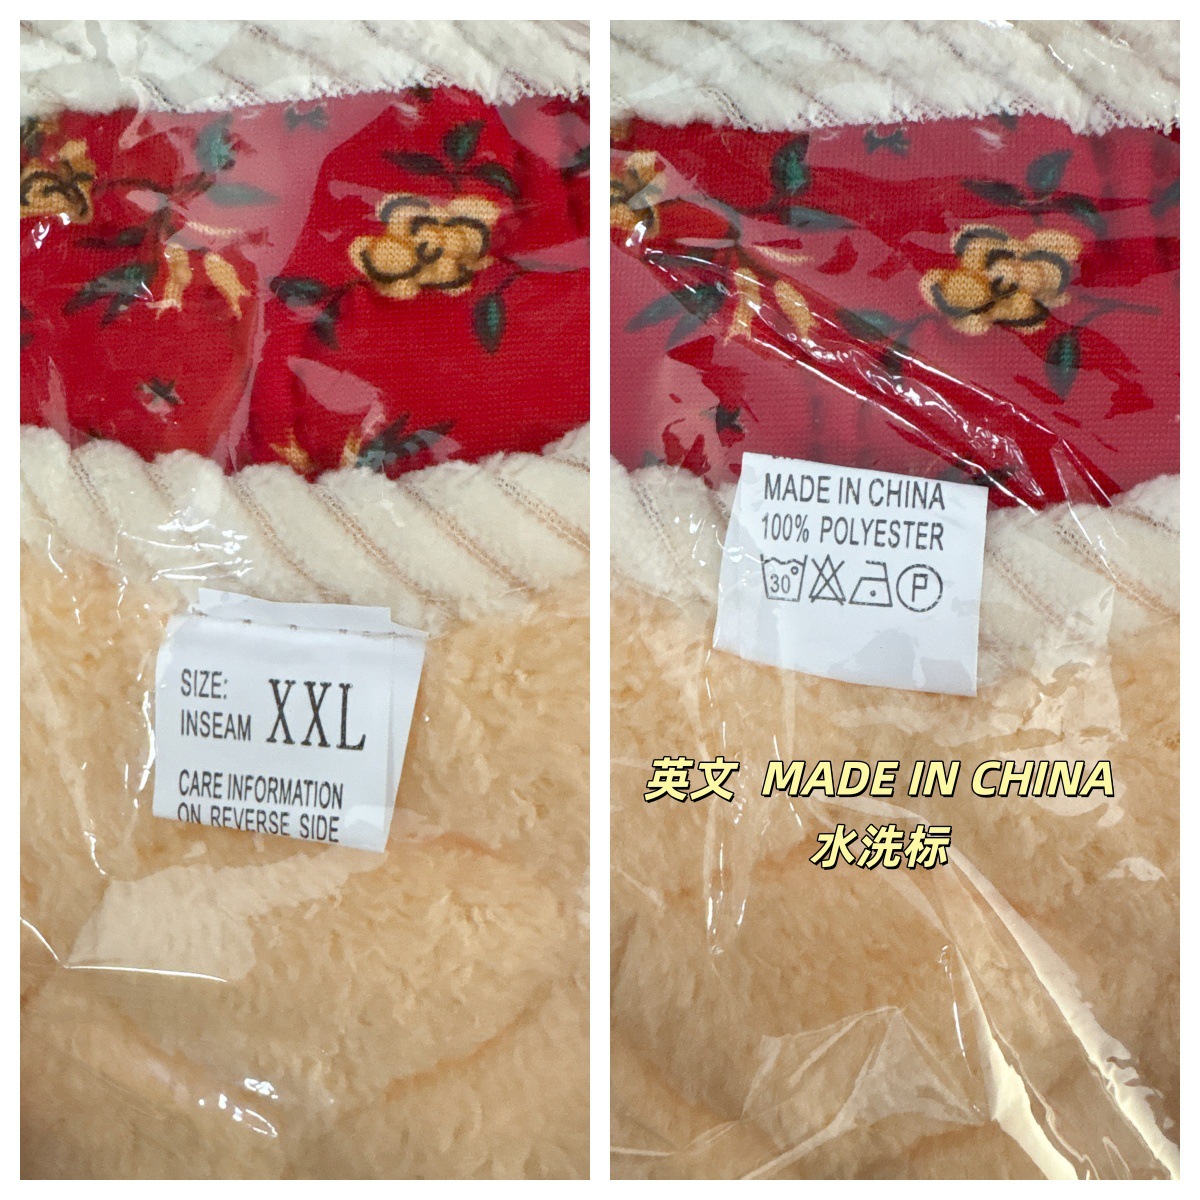 SIZE:
INSEAM
XXL
CARE INFORMATION
ON REVERSE SIDE
MADE IN CHINA
100% POLYESTER
30
P
英文 MADE IN CHINA
水洗标